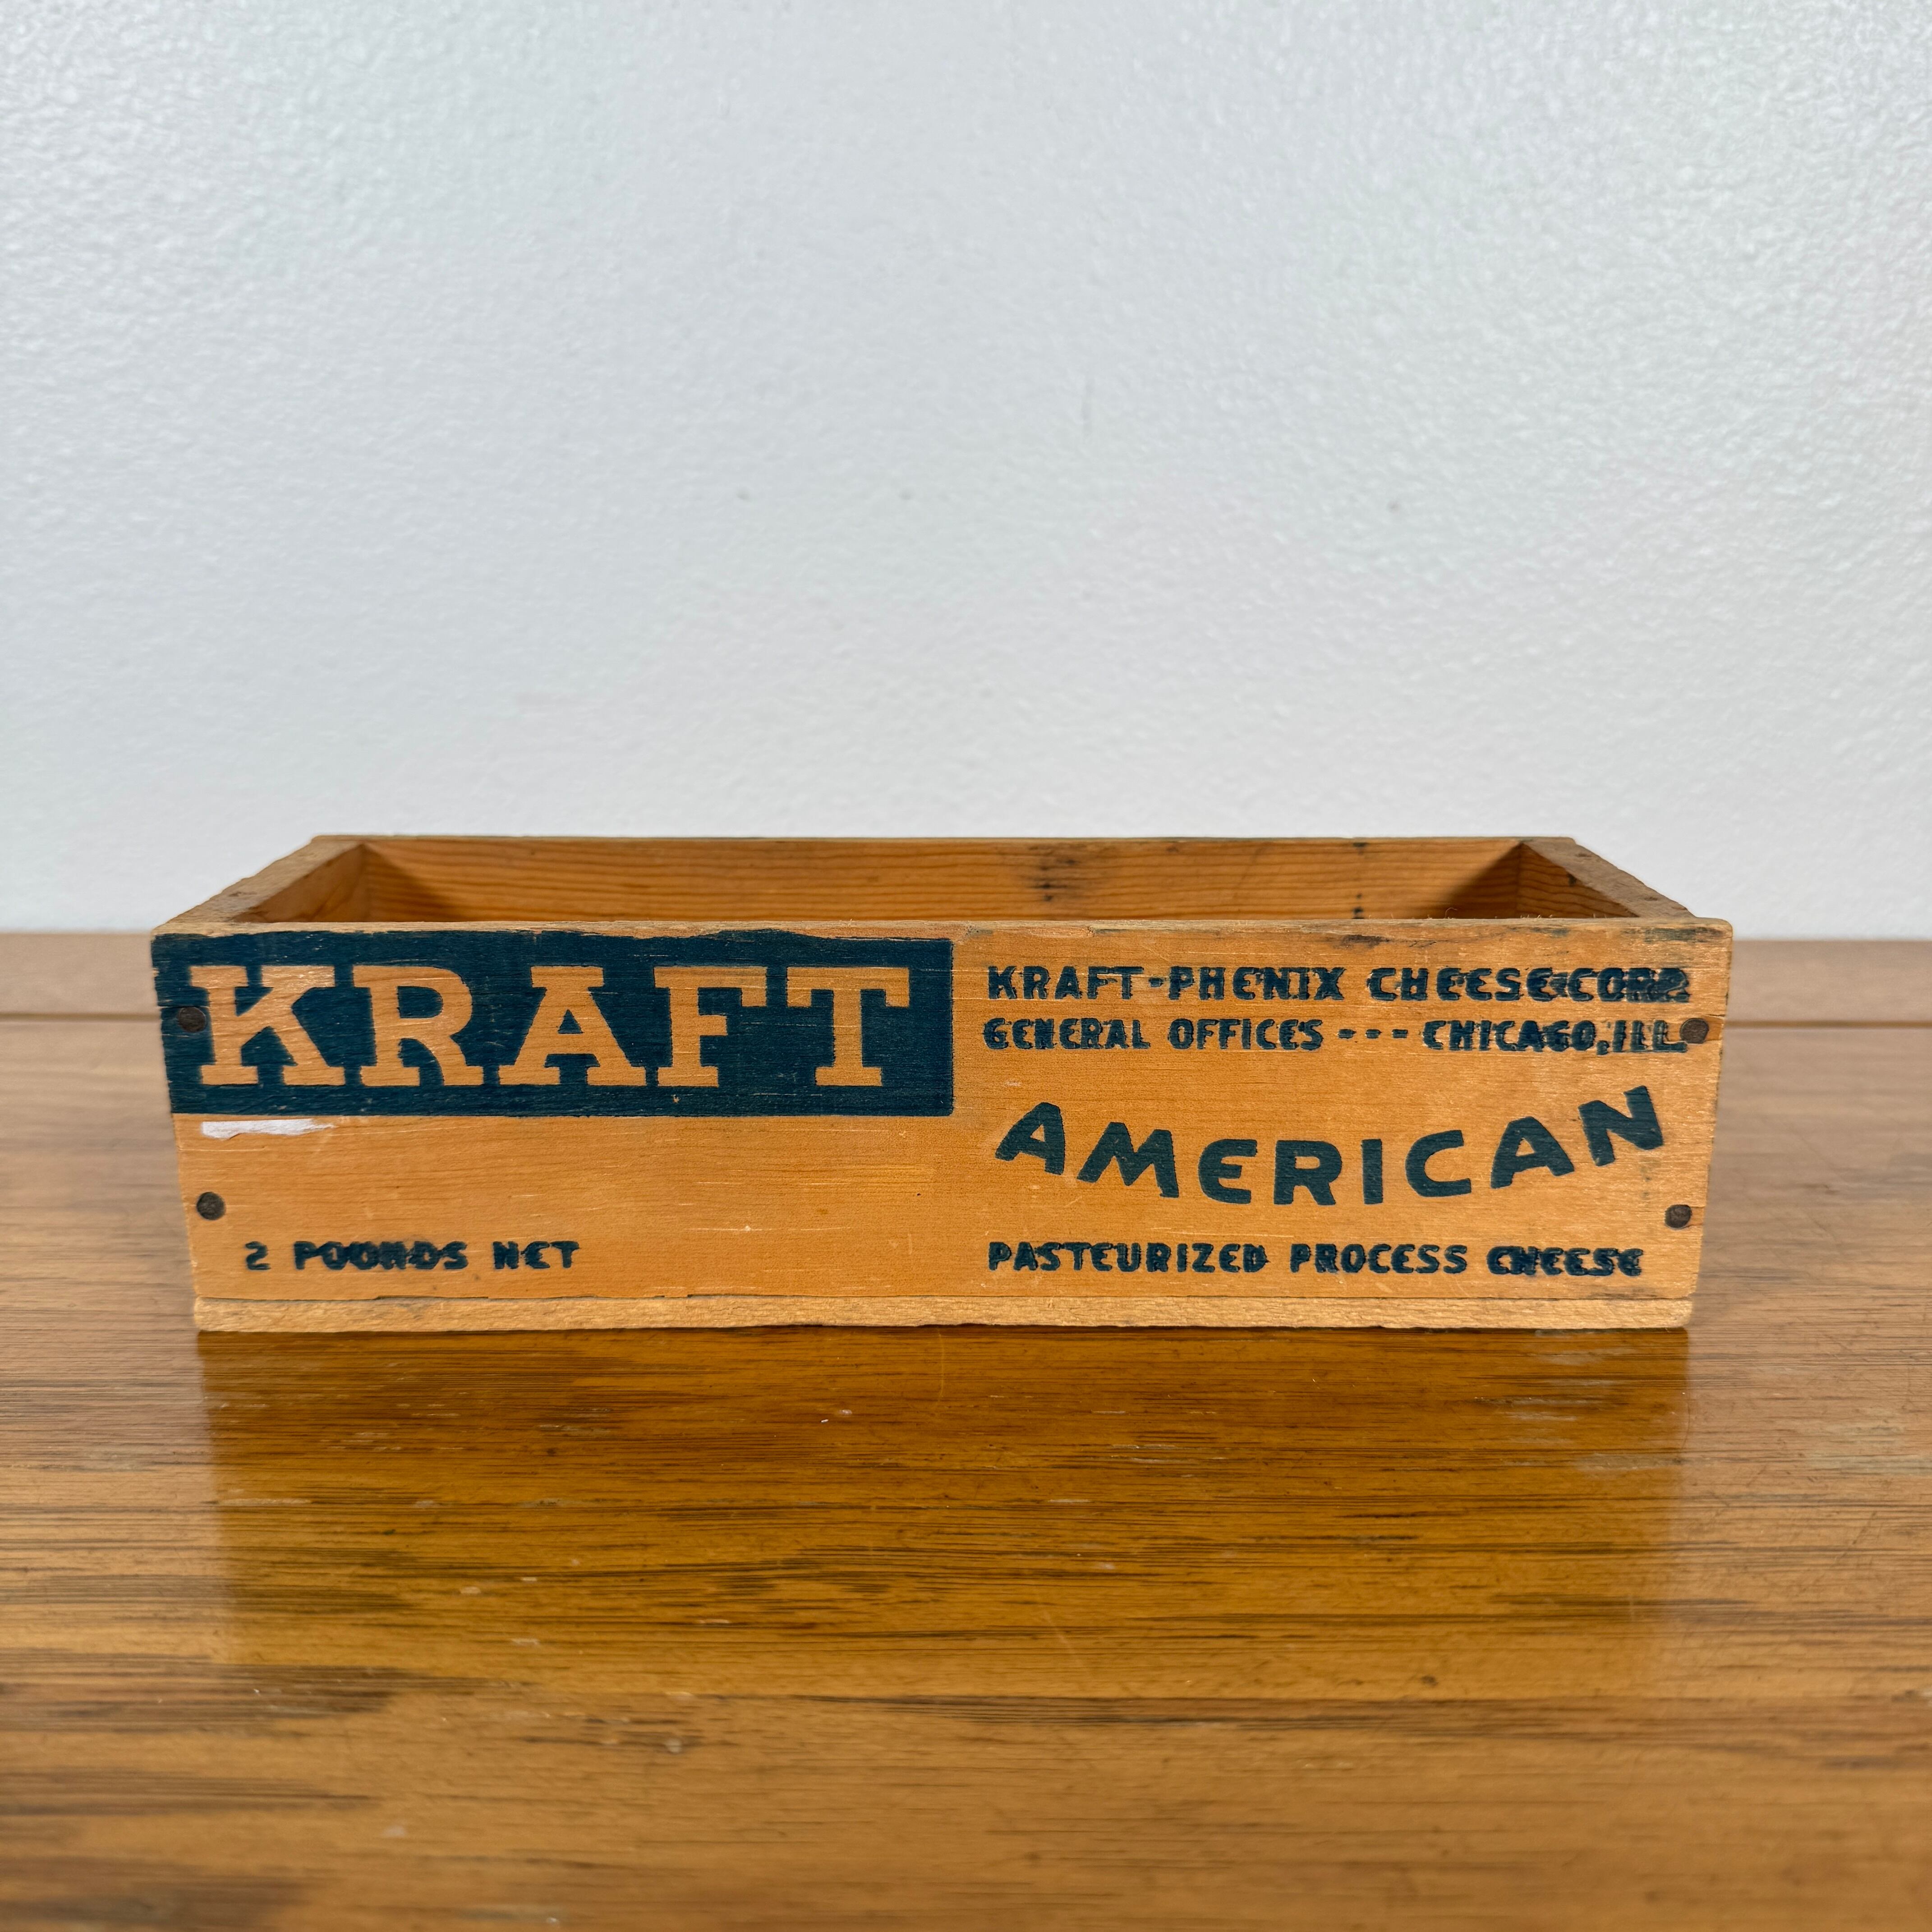 KRAFT
KRAFT-PHENIX CHEESE CORP.
GENERAL OFFICES --- CHICAGO, ILL.
AMERICAN
2 POUNDS NET
PASTEURIZED PROCESS CHEESE